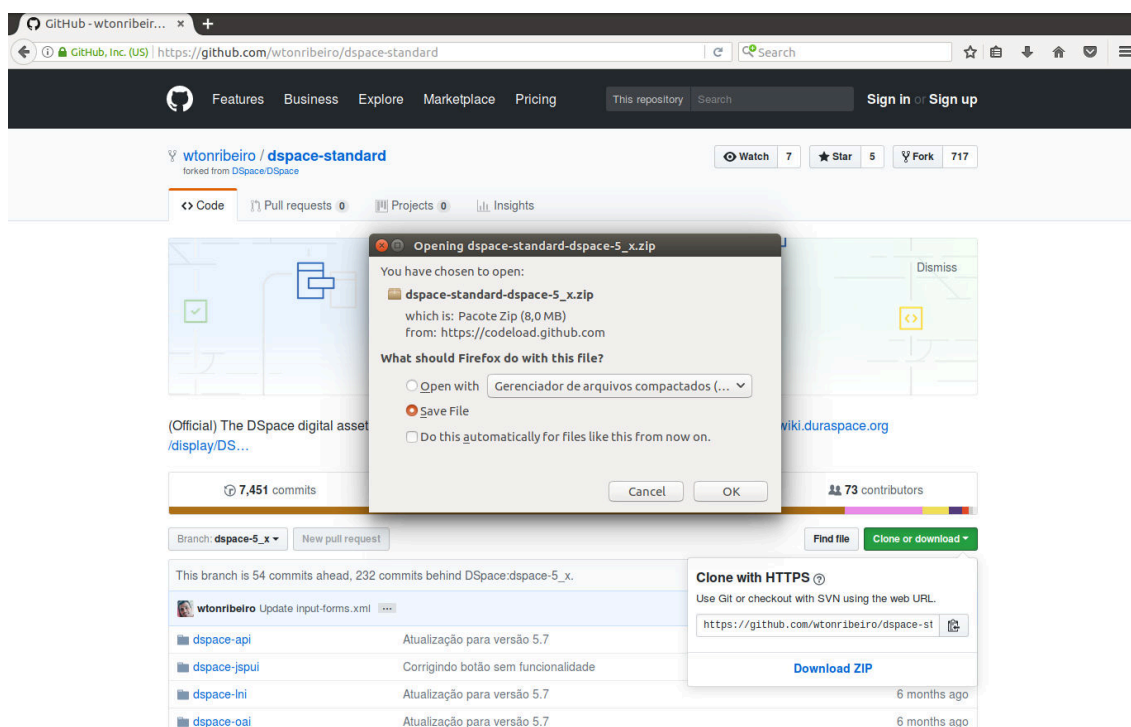 GitHub - wtonribeir... × +
GitHub, Inc. (US) https://github.com/wtonribeiro/dspace-standard Search
Features Business Explore Marketplace Pricing This repository Search Sign in or Sign up
wtonribeiro / dspace-standard Watch 7 Star 5 Fork 717
forked from DSpace/DSpace
Code Pull requests 0 Projects 0 Insights
Opening dspace-standard-dspace-5_x.zip
You have chosen to open:
Dismiss
dspace-standard-dspace-5_x.zip
which is: Pacote Zip (8,0 MB)
from: https://codeload.github.com
What should Firefox do with this file?
Open with Gerenciador de arquivos compactados (...
Save File
(Official) The DSpace digital asset wiki.duraspace.org
Do this automatically for files like this from now on.
/display/DS…
Cancel OK
7,451 commits 73 contributors
Branch: dspace-5_x New pull request Find file Clone or download
This branch is 54 commits ahead, 232 commits behind DSpace:dspace-5_x.
Clone with HTTPS
Use Git or checkout with SVN using the web URL.
wtonribeiro Update input-forms.xml ...
https://github.com/wtonribeiro/dspace-st
dspace-api Atualização para versão 5.7
dspace-jspui Corrigindo botão sem funcionalidade
Download ZIP
dspace-lni Atualização para versão 5.7 6 months ago
dspace-oai Atualização para versão 5.7 6 months ago